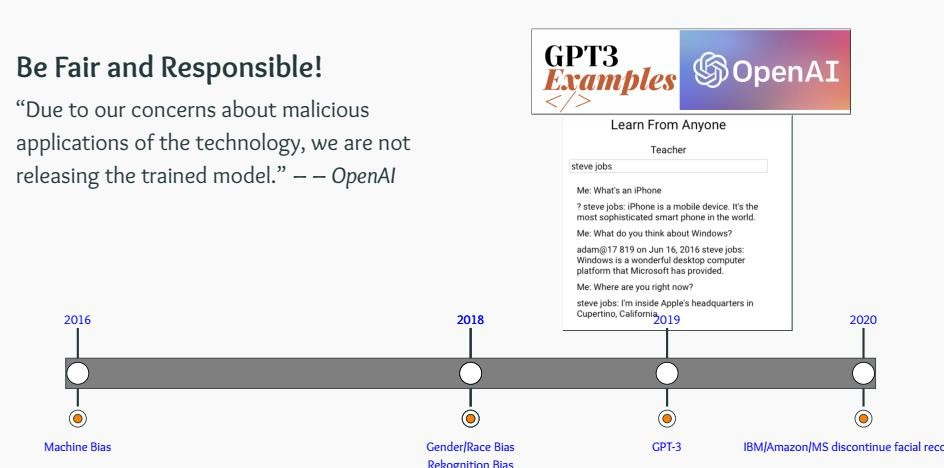 Be Fair and Responsible!
“Due to our concerns about malicious
applications of the technology, we are not
releasing the trained model.” – – OpenAI
GPT3
Examples
</>
OpenAI
Learn From Anyone
Teacher
steve jobs
Me: What's an iPhone
? steve jobs: iPhone is a mobile device. It's the
most sophisticated smart phone in the world.
Me: What do you think about Windows?
adam@17 819 on Jun 16, 2016 steve jobs:
Windows is a wonderful desktop computer
platform that Microsoft has provided.
Me: Where are you right now?
steve jobs: I'm inside Apple's headquarters in
Cupertino, California.
2016
2018
2019
2020
Machine Bias
Gender/Race Bias
Rekognition Bias
GPT-3
IBM/Amazon/MS discontinue facial reco